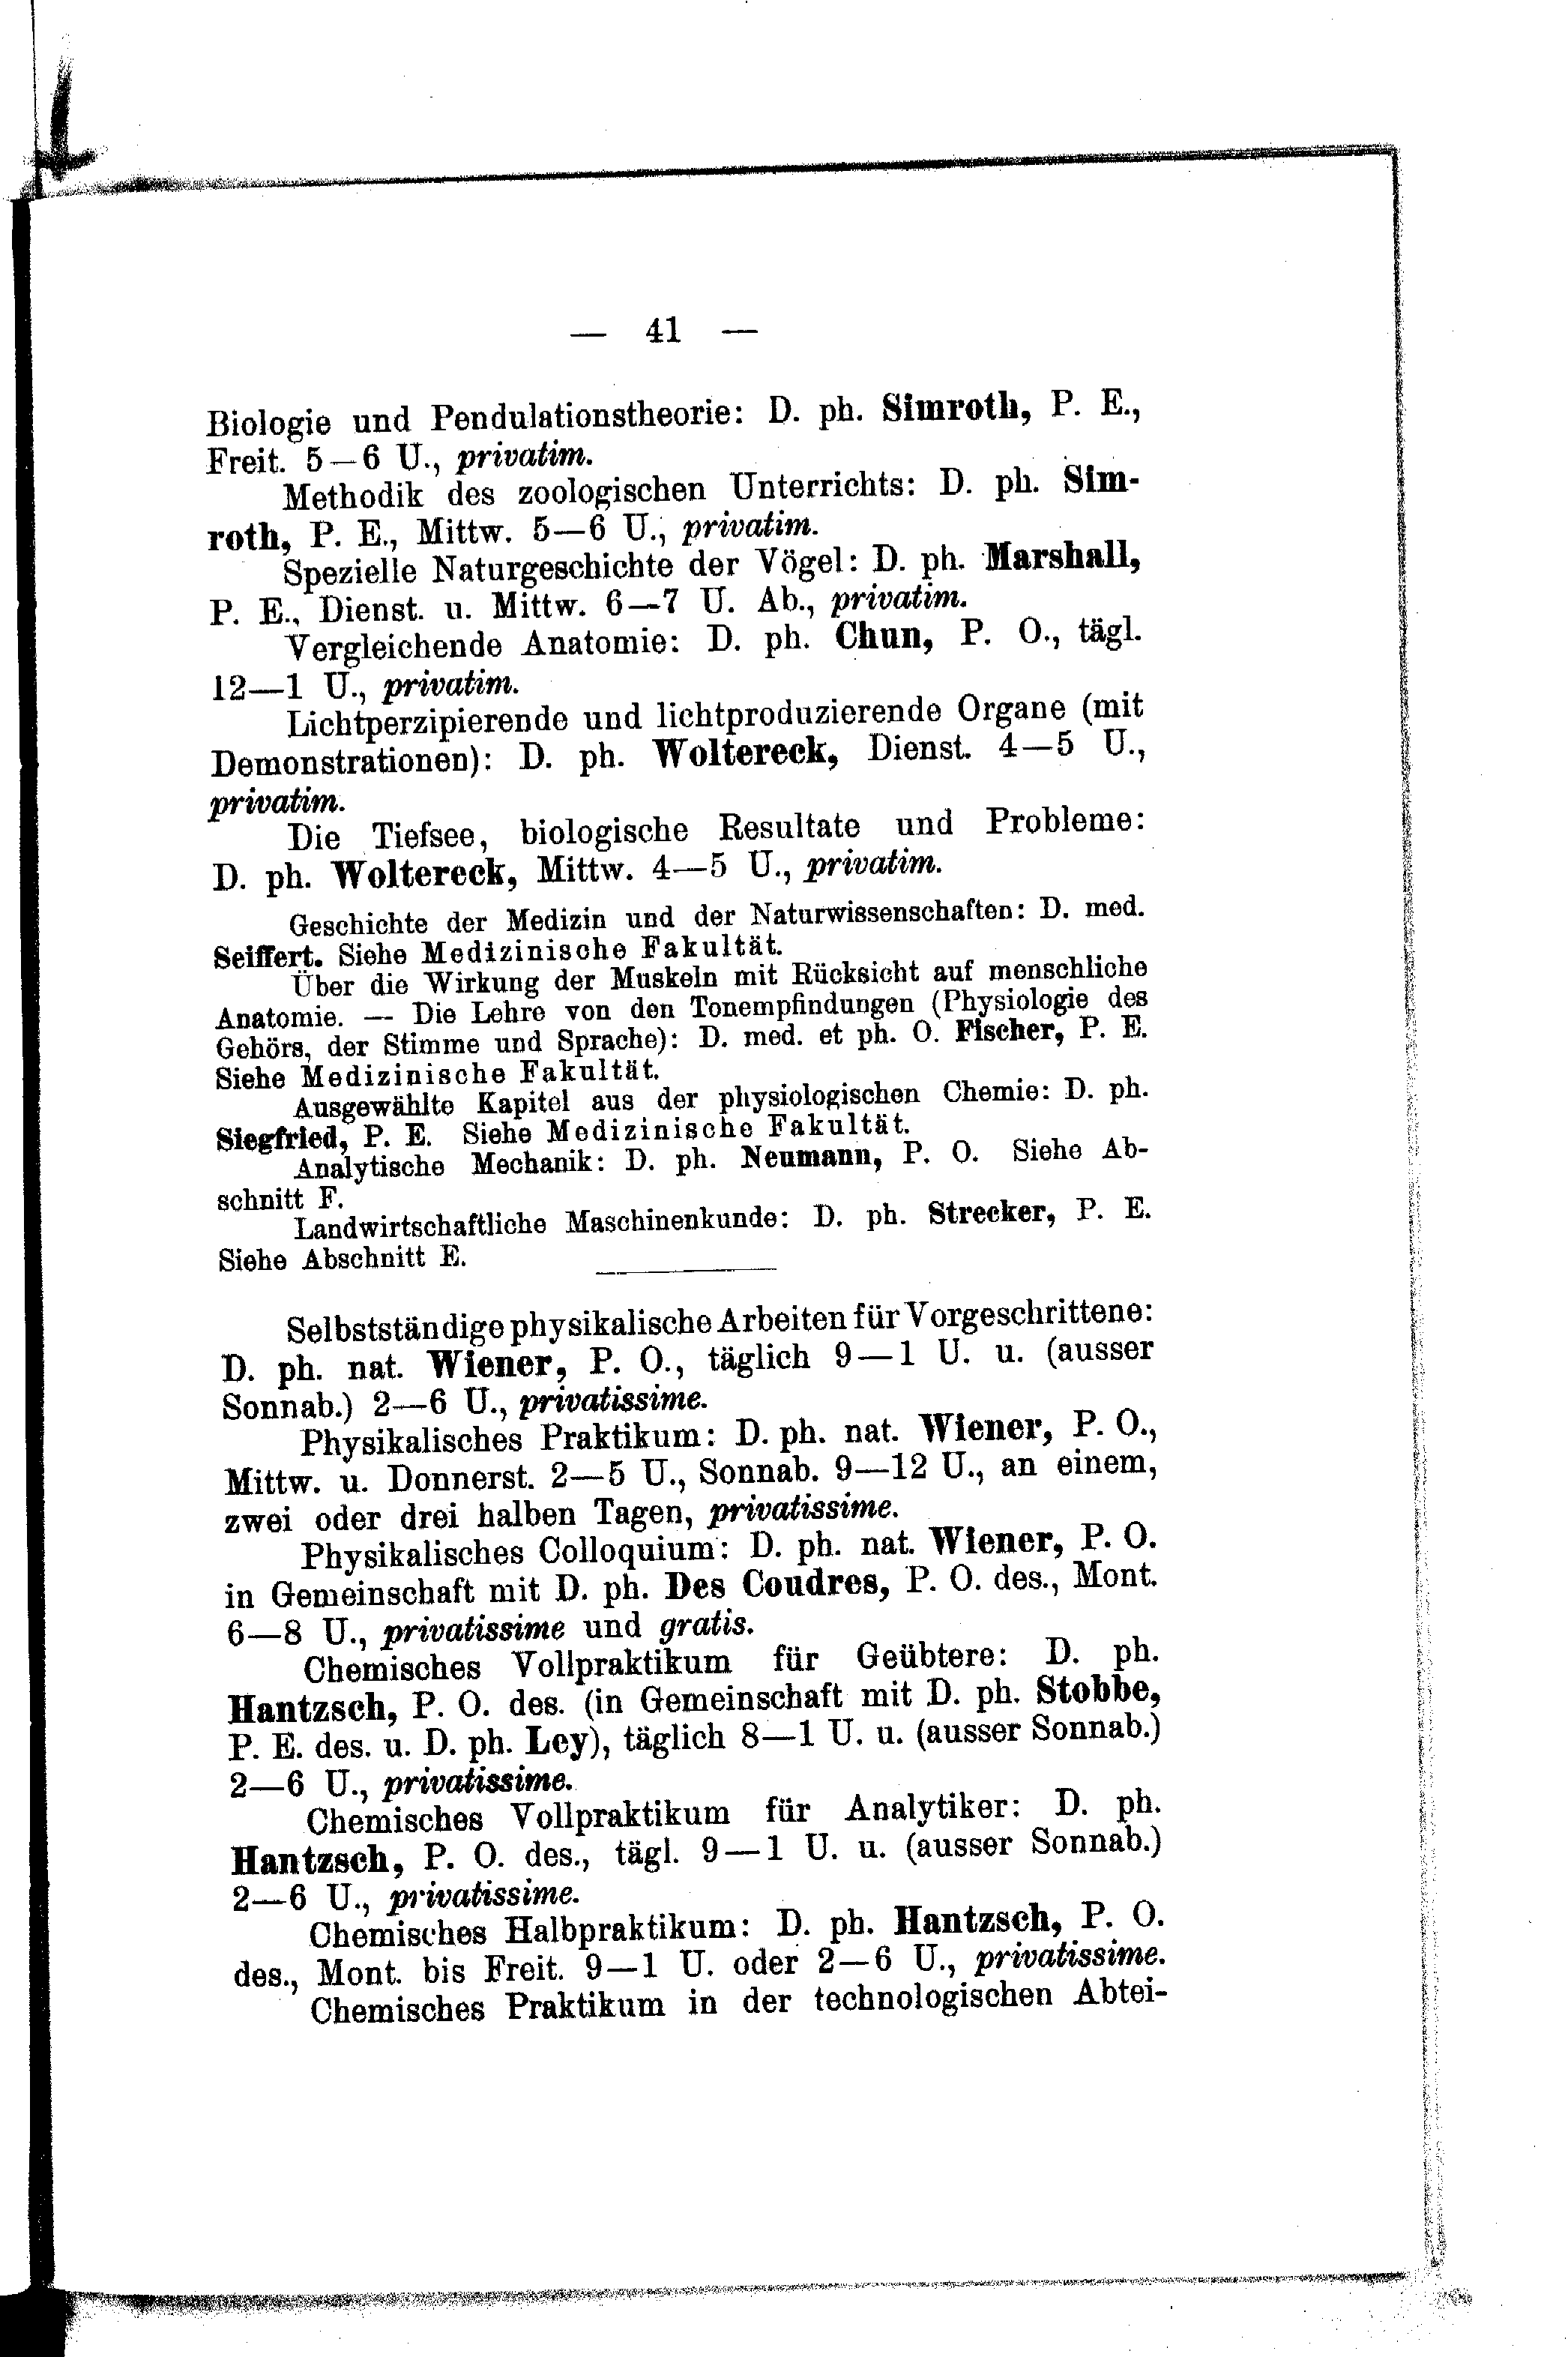 — 41 —
Biologie und Pendulationstheorie: D. ph. Simroth, P. E.,
Freit. 5—6 U., privatim.
Methodik des zoologischen Unterrichts: D. ph. Sim-
roth, P. E., Mittw. 5—6 U., privatim.
Spezielle Naturgeschichte der Vögel: D. ph. Marshall,
P. E., Dienst. u. Mittw. 6—7 U. Ab., privatim.
Vergleichende Anatomie: D. ph. Chun, P. O., tägl.
12—1 U., privatim.
Lichtperzipierende und lichtproduzierende Organe (mit
Demonstrationen): D. ph. Woltereck, Dienst. 4—5 U.,
privatim.
Die Tiefsee, biologische Resultate und Probleme:
D. ph. Woltereck, Mittw. 4—5 U., privatim.
Geschichte der Medizin und der Naturwissenschaften: D. med.
Seiffert. Siehe Medizinische Fakultät.
Über die Wirkung der Muskeln mit Rücksicht auf menschliche
Anatomie. — Die Lehre von den Tonempfindungen (Physiologie des
Gehörs, der Stimme und Sprache): D. med. et ph. O. Fischer, P. E.
Siehe Medizinische Fakultät.
Ausgewählte Kapitel aus der physiologischen Chemie: D. ph.
Siegfried, P. E. Siehe Medizinische Fakultät.
Analytische Mechanik: D. ph. Neumann, P. O. Siehe Ab-
schnitt F.
Landwirtschaftliche Maschinenkunde: D. ph. Strecker, P. E.
Siehe Abschnitt E.
Selbstständige physikalische Arbeiten für Vorgeschrittene:
D. ph. nat. Wiener, P. O., täglich 9—1 U. u. (ausser
Sonnab.) 2—6 U., privatissime.
Physikalisches Praktikum: D. ph. nat. Wiener, P. O.,
Mittw. u. Donnerst. 2—5 U., Sonnab. 9—12 U., an einem,
zwei oder drei halben Tagen, privatissime.
Physikalisches Colloquium: D. ph. nat. Wiener, P. O.
in Gemeinschaft mit D. ph. Des Coudres, P. O. des., Mont.
6—8 U., privatissime und gratis.
Chemisches Vollpraktikum für Geübtere: D. ph.
Hantzsch, P. O. des. (in Gemeinschaft mit D. ph. Stobbe,
P. E. des. u. D. ph. Ley), täglich 8—1 U. u. (ausser Sonnab.)
2—6 U., privatissime.
Chemisches Vollpraktikum für Analytiker: D. ph.
Hantzsch, P. O. des., tägl. 9—1 U. u. (ausser Sonnab.)
2—6 U., privatissime.
Chemisches Halbpraktikum: D. ph. Hantzsch, P. O.
des., Mont. bis Freit. 9—1 U. oder 2—6 U., privatissime.
Chemisches Praktikum in der technologischen Abtei-